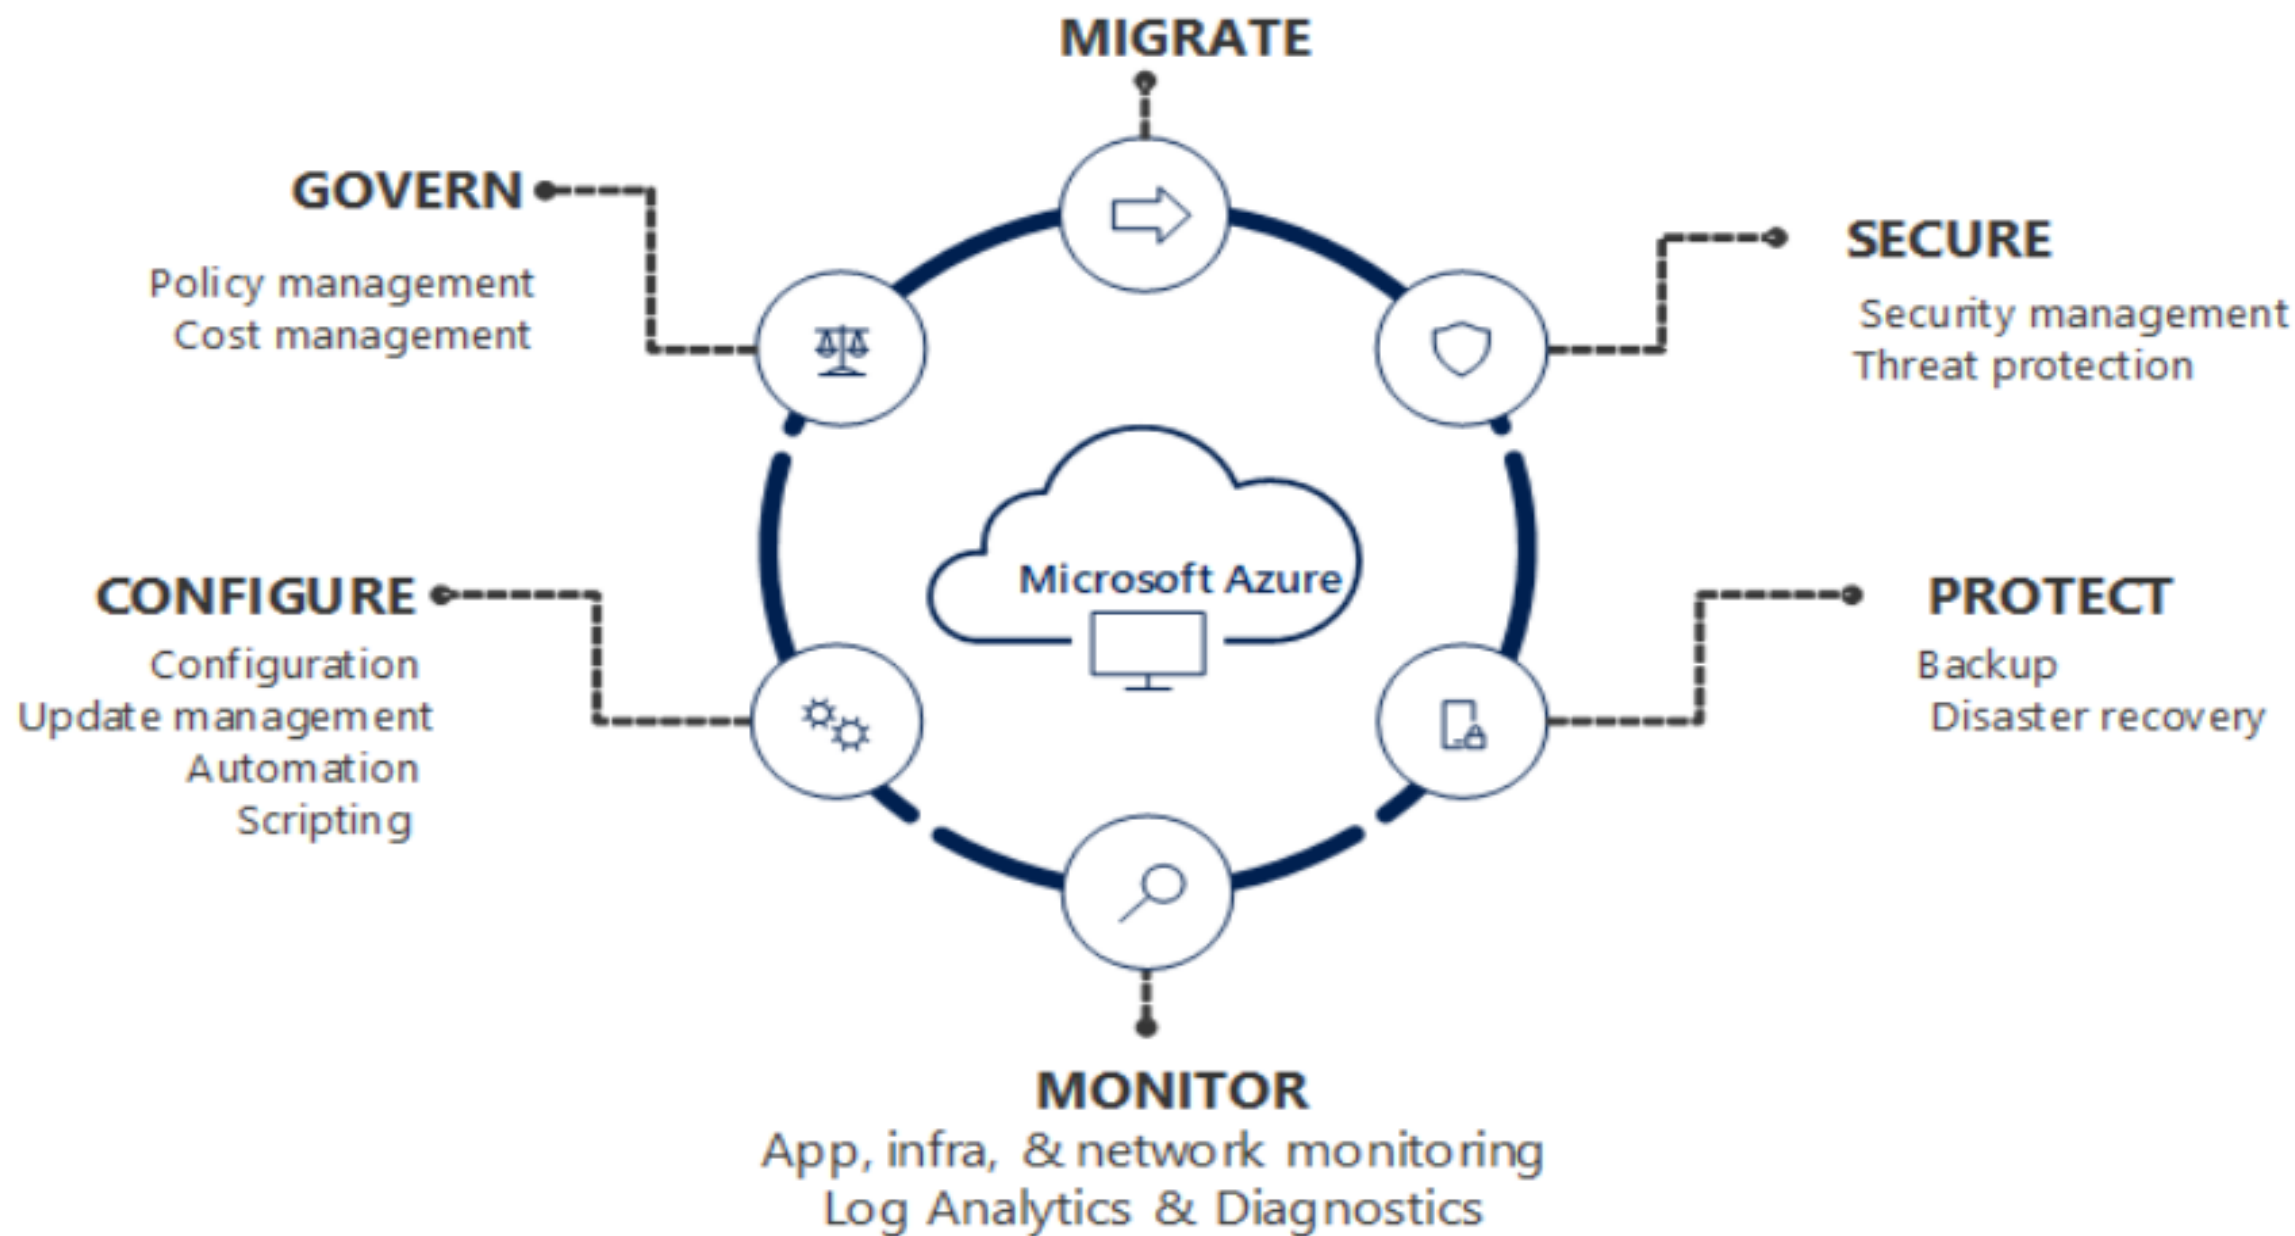 MIGRATE
GOVERN
Policy management
Cost management
SECURE
Security management
Threat protection
Microsoft Azure
CONFIGURE
Configuration
Update management
Automation
Scripting
PROTECT
Backup
Disaster recovery
MONITOR
App, infra, & network monitoring
Log Analytics & Diagnostics